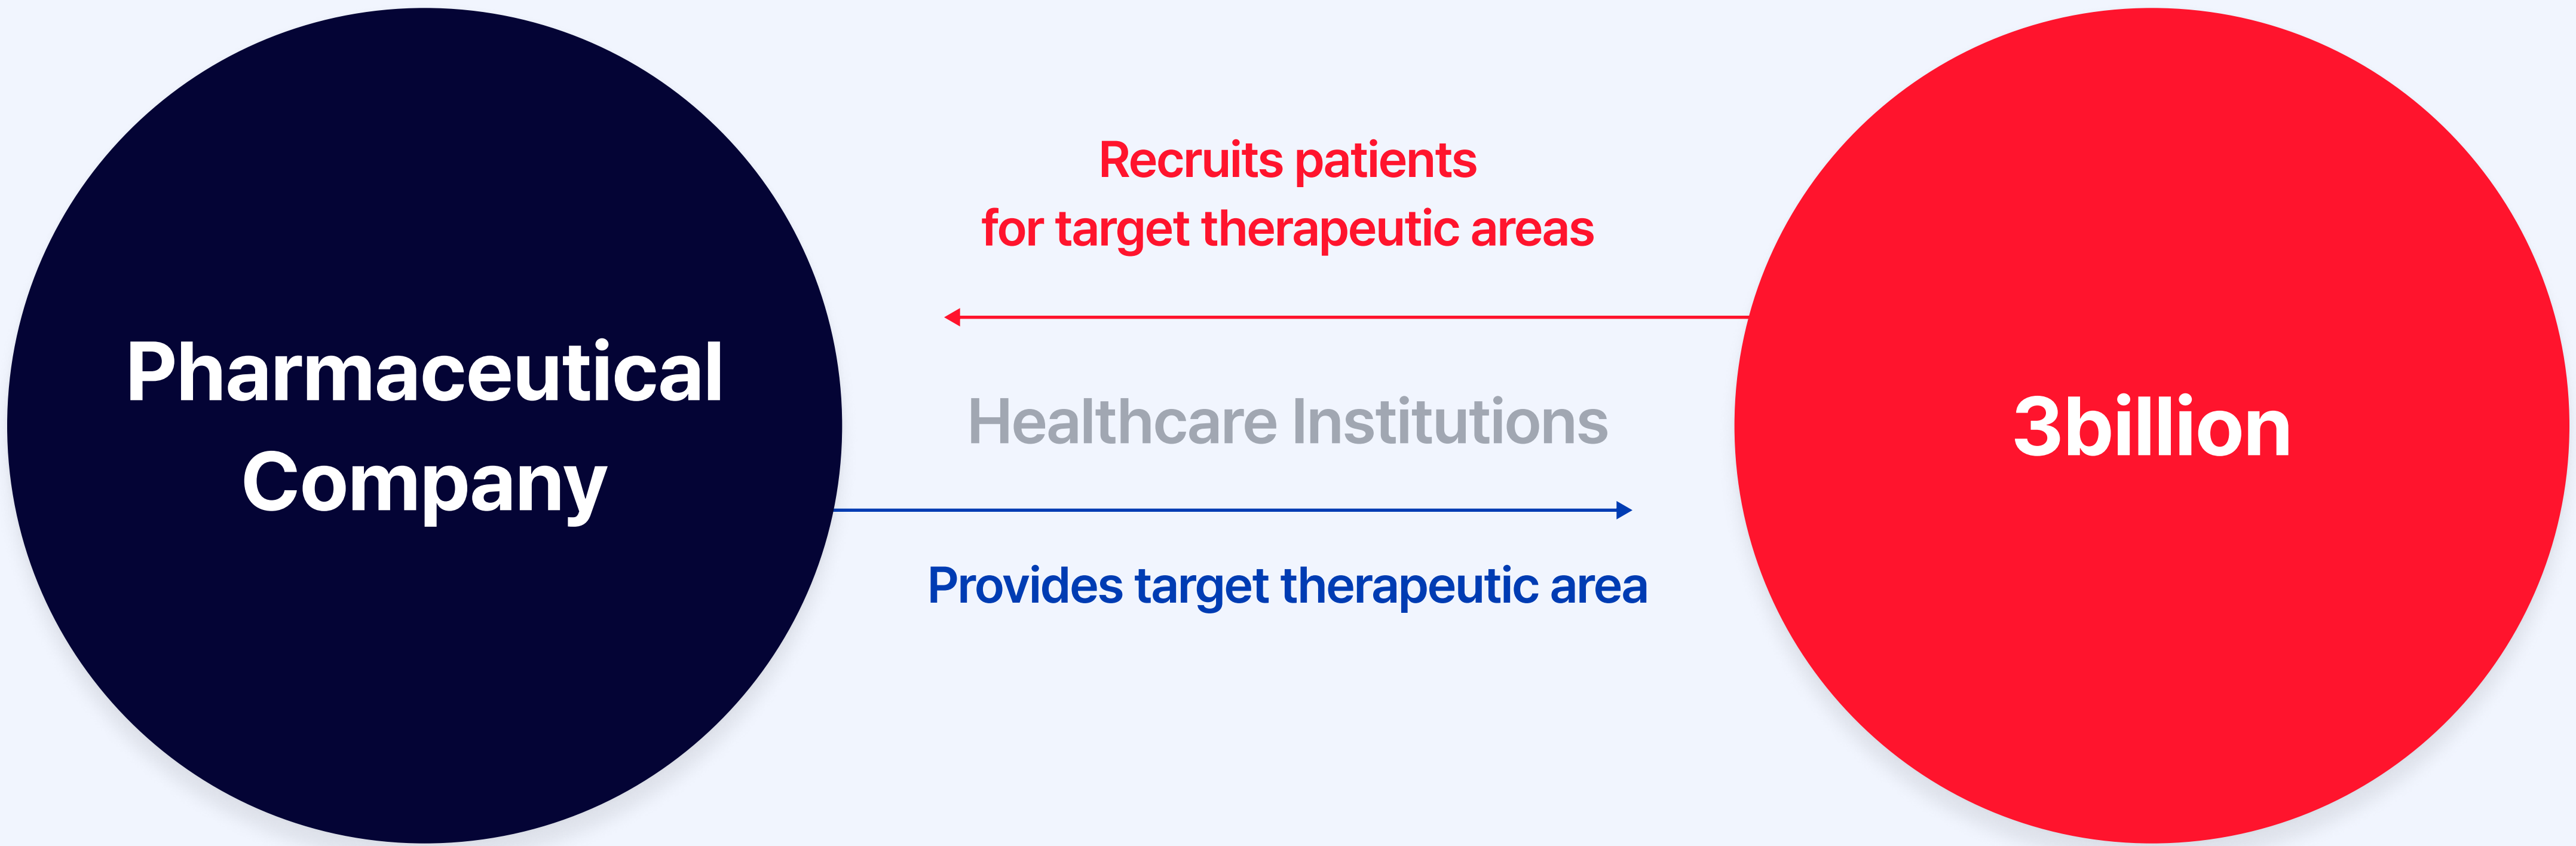 Pharmaceutical
Company
Recruits patients
for target therapeutic areas
Healthcare Institutions
Provides target therapeutic area
3billion